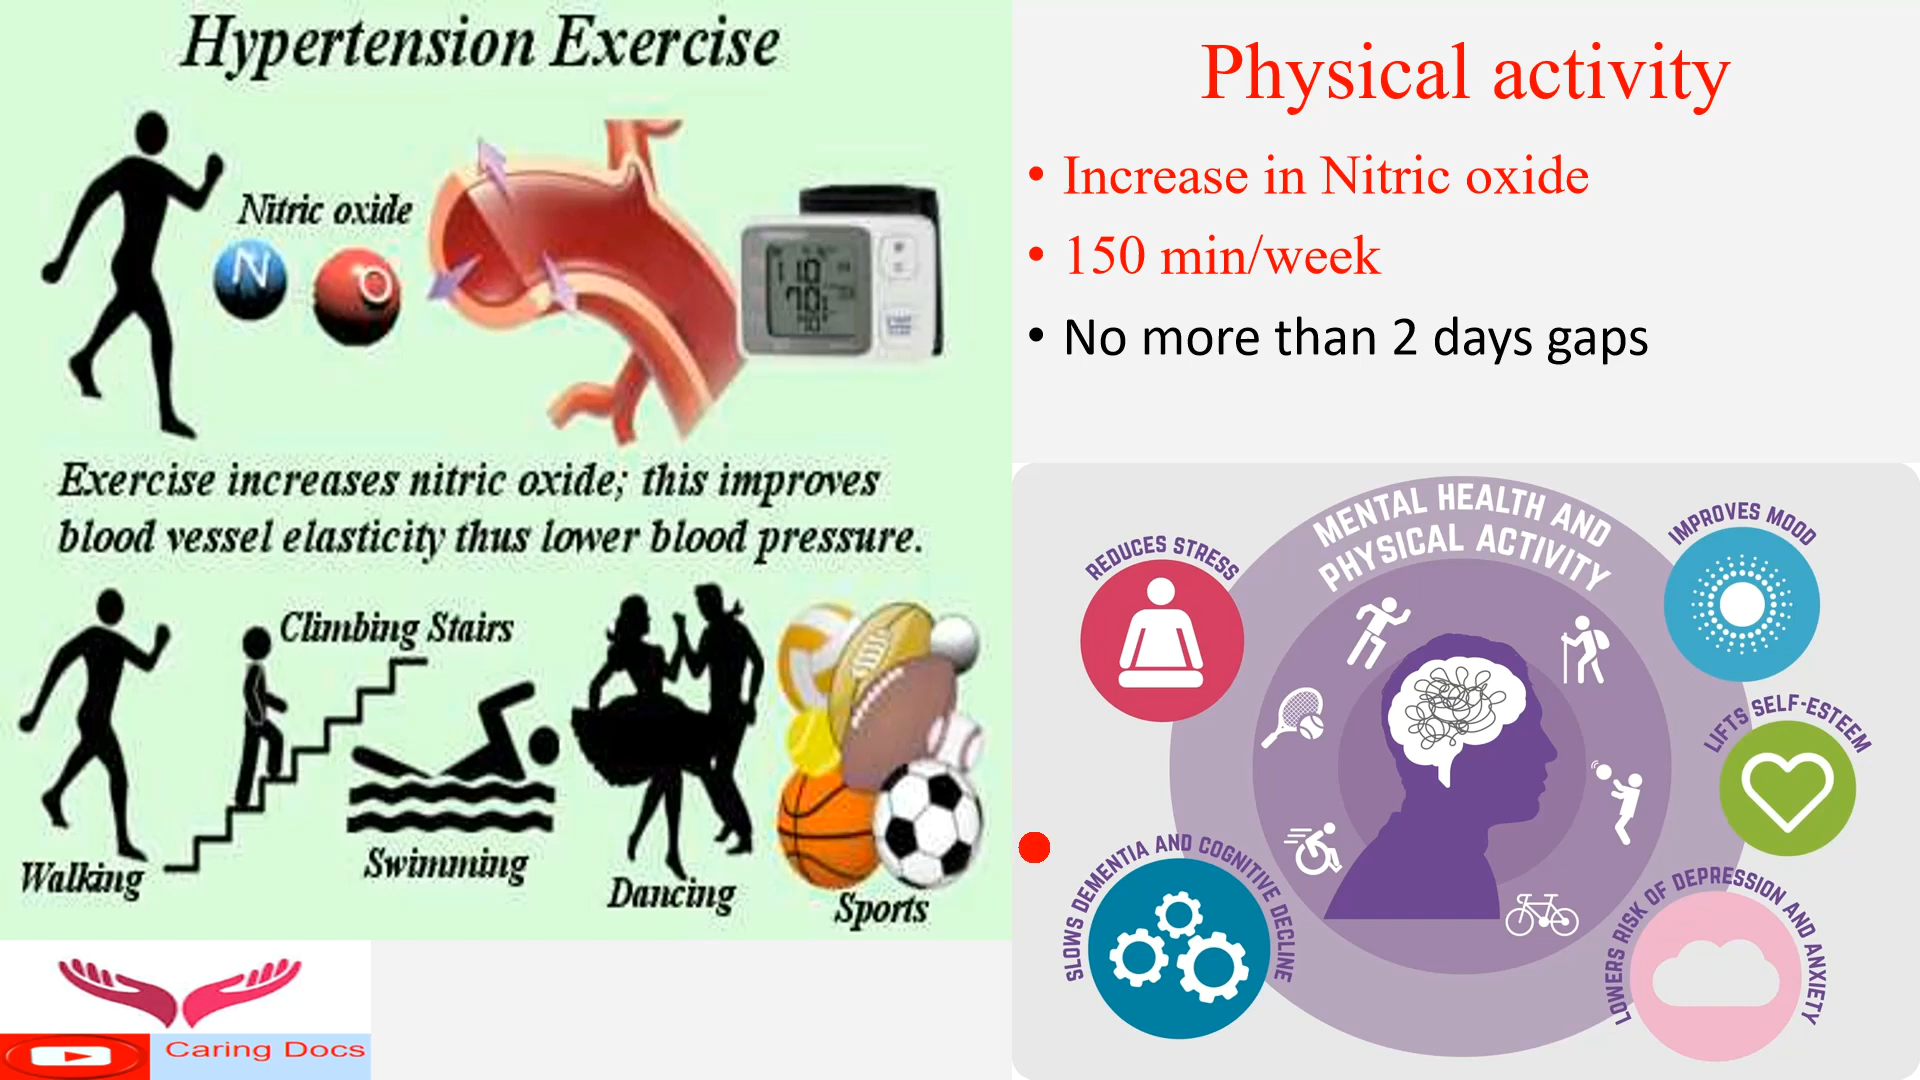 Hypertension Exercise
Nitric oxide
N
O
110
Exercise increases nitric oxide; this improves
blood vessel elasticity thus lower blood pressure.
Climbing Stairs
Walking
Swimming
Dancing
Sports
Caring Docs
Physical activity
• Increase in Nitric oxide
• 150 min/week
• No more than 2 days gaps
MENTAL HEALTH AND
PHYSICAL ACTIVITY
REDUCES STRESS
IMPROVES MOOD
LIFTS SELF-ESTEEM
SLOWS DEMENTIA AND COGNITIVE DECLINE
LOWERS RISK OF DEPRESSION AND ANXIETY